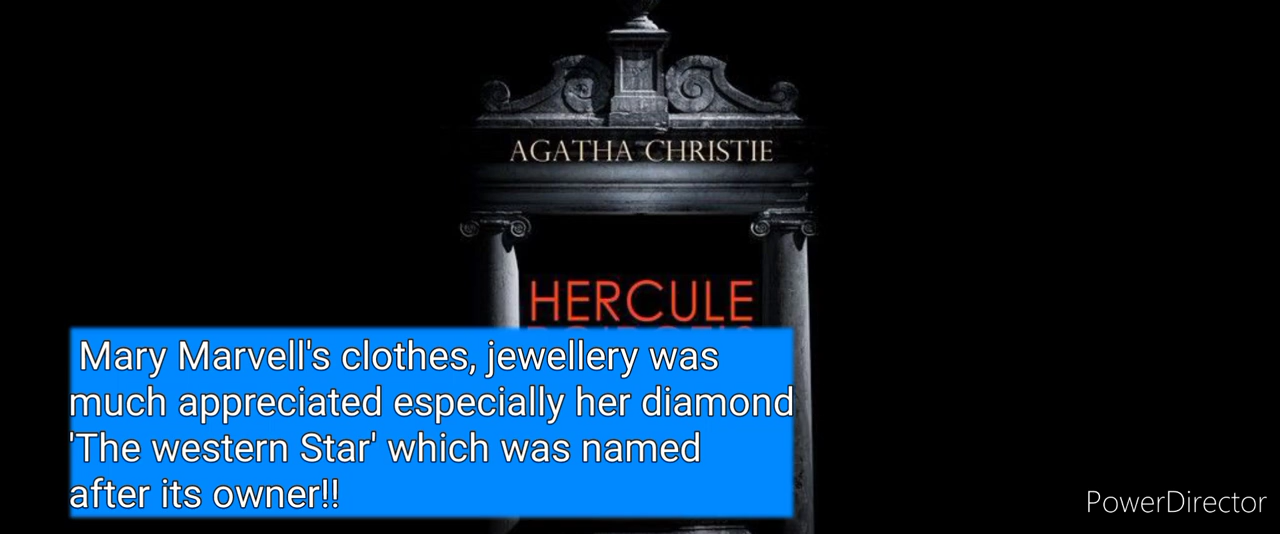 AGATHA CHRISTIE
HERCULE
Mary Marvell's clothes, jewellery was
much appreciated especially her diamond
'The western Star' which was named
after its owner!!
PowerDirector